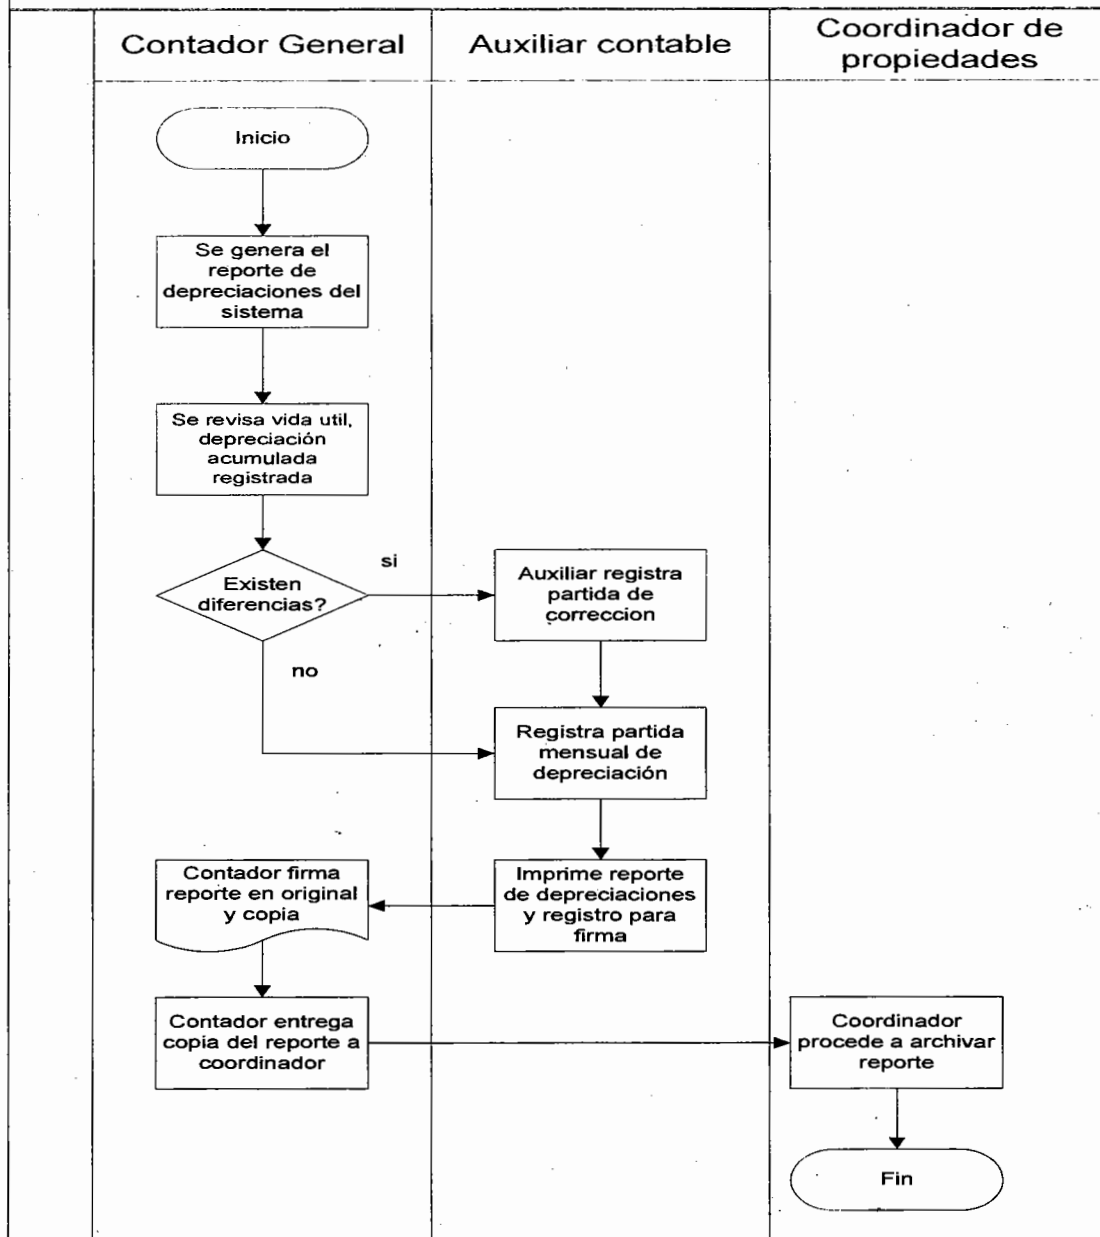 Contador General
Auxiliar contable
Coordinador de
propiedades
Inicio
Se genera el
reporte de
depreciaciones del
sistema
Se revisa vida util,
depreciación
acumulada
registrada
Existen
diferencias?
si
no
Auxiliar registra
partida de
correccion
Registra partida
mensual de
depreciación
Imprime reporte
de depreciaciones
y registro para
firma
Contador firma
reporte en original
y copia
Contador entrega
copia del reporte a
coordinador
Coordinador
procede a archivar
reporte
Fin